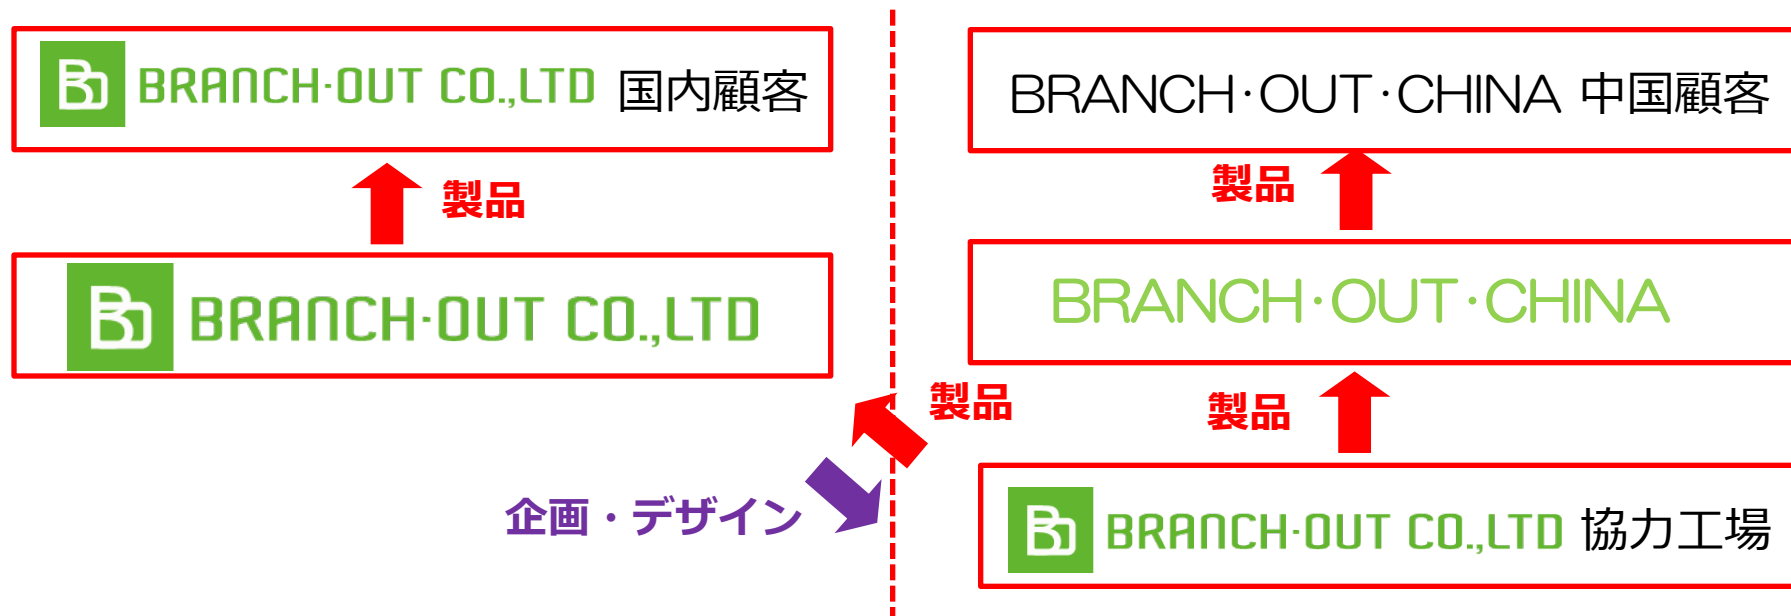 BRANCH·OUT CO.,LTD 国内顧客
製品
BRANCH·OUT CO.,LTD
企画・デザイン
製品
BRANCH・OUT・CHINA 中国顧客
製品
BRANCH・OUT・CHINA
製品
BRANCH·OUT CO.,LTD 協力工場